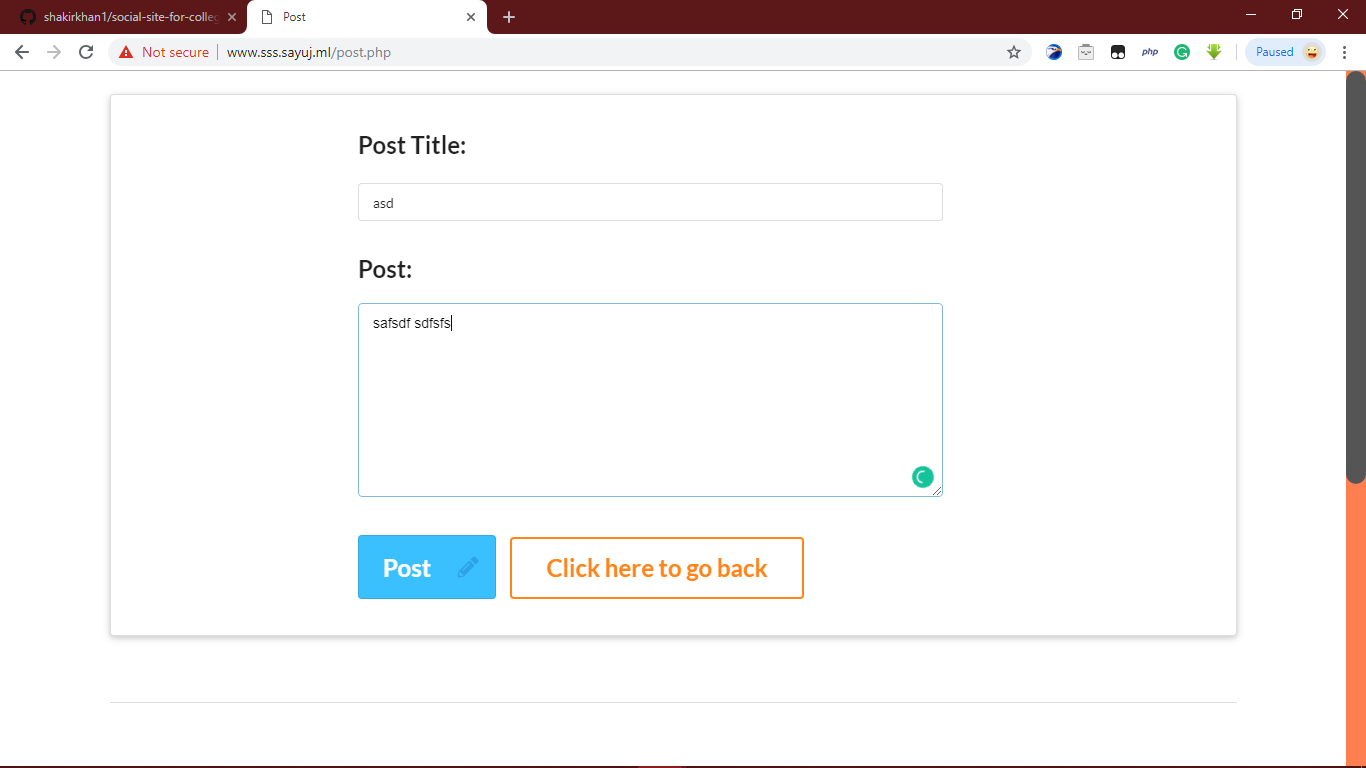 shakirkhan1/social-site-for-colleg
Post
Not secure
www.sss.sayuj.ml/post.php
php
Paused
Post Title:
asd
Post:
safsdf sdfsfs
Post
Click here to go back